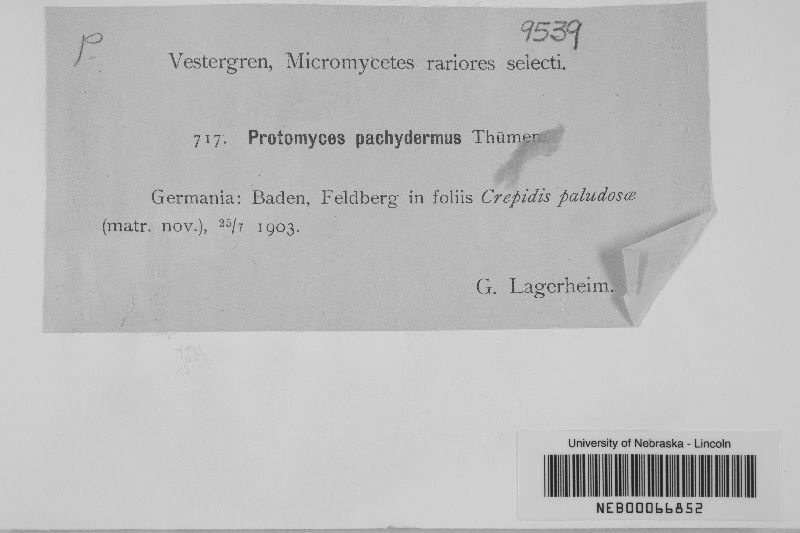 P.
9539
Vestergren, Micromycetes rariores selecti.
717. Protomyces pachydermus Thümen.
Germania: Baden, Feldberg in foliis Crepidis paludosæ
(matr. nov.), 25/7 1903.
G. Lagerheim.
University of Nebraska - Lincoln
NEB00066852